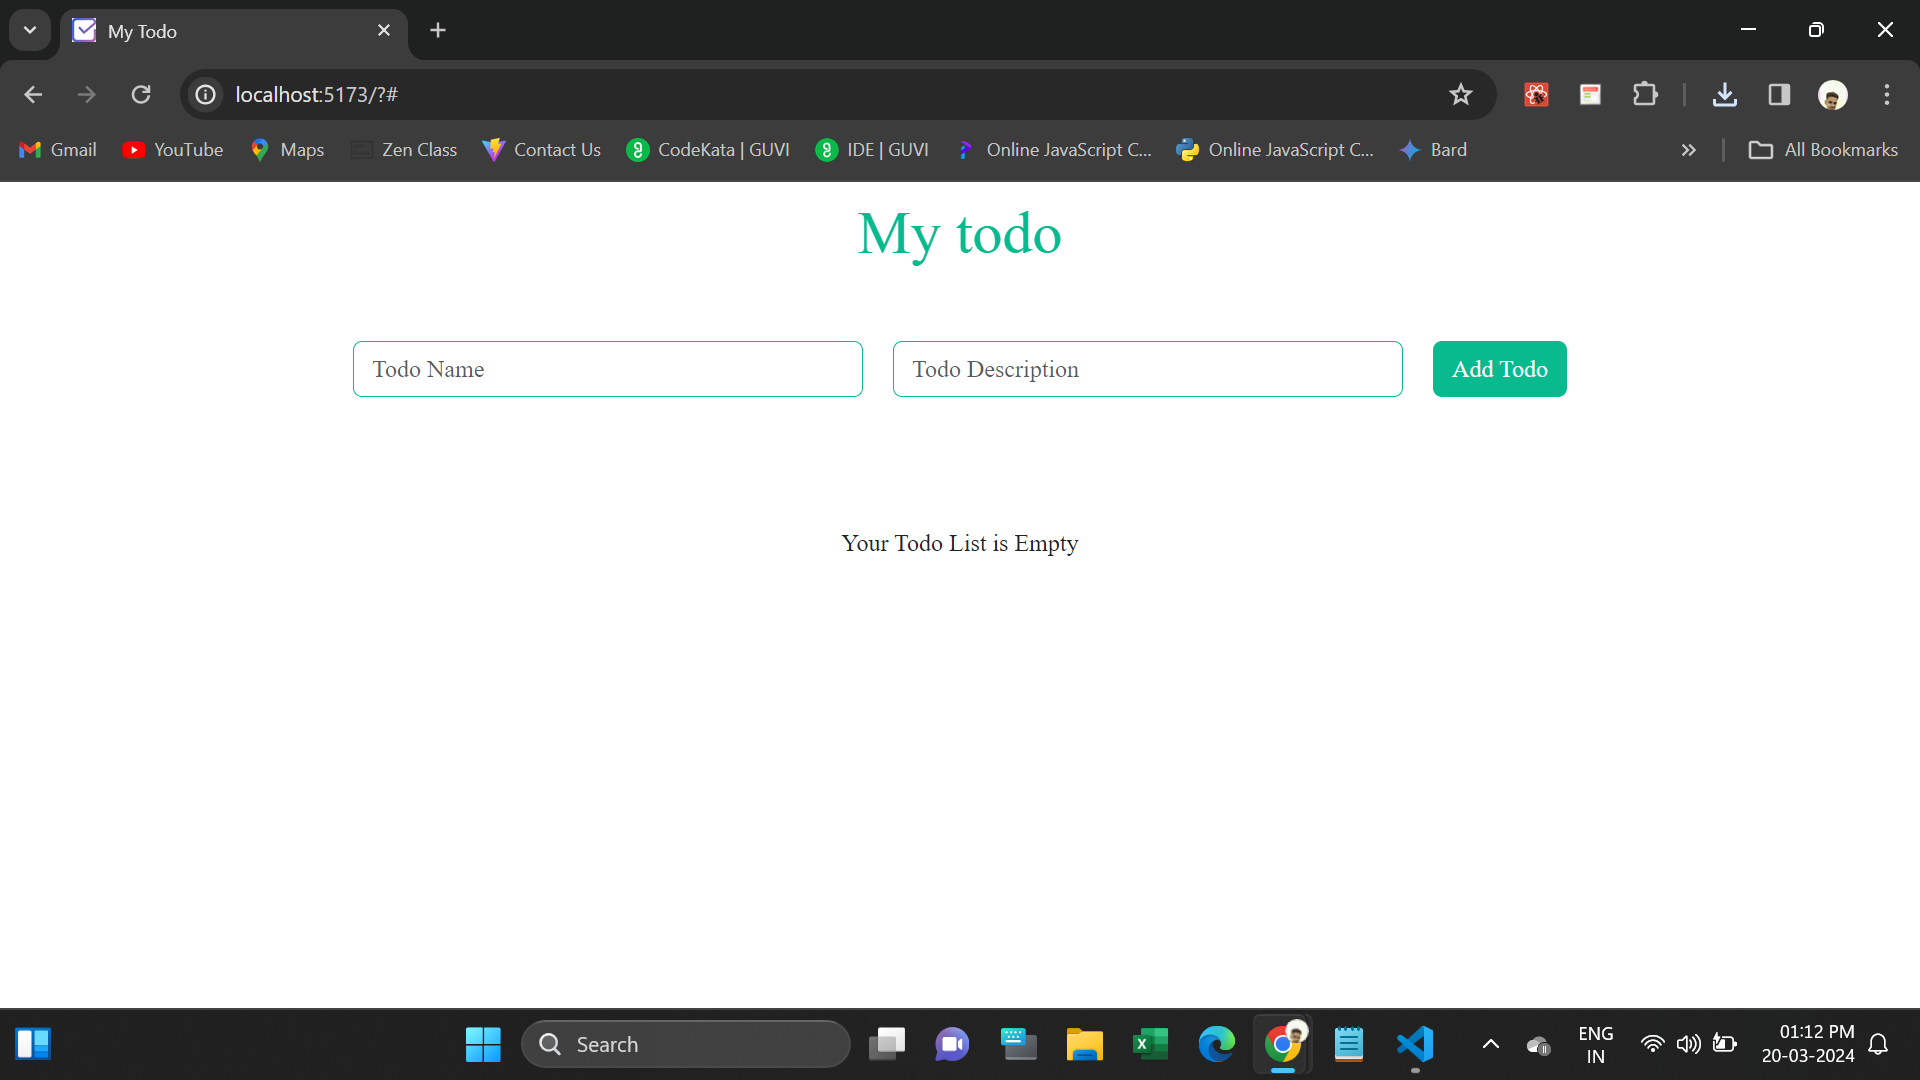 My Todo
localhost:5173/?#
Gmail YouTube Maps Zen Class Contact Us CodeKata | GUVI IDE | GUVI Online JavaScript C... Online JavaScript C... Bard » All Bookmarks
My todo
Todo Name Todo Description Add Todo
Your Todo List is Empty
Search
ENG
IN
01:12 PM
20-03-2024